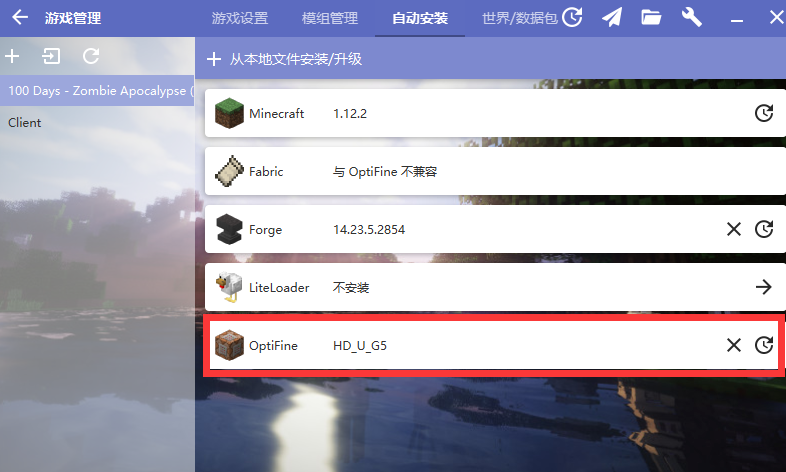 游戏管理
游戏设置 模组管理 自动安装 世界/数据包
从本地文件安装/升级
100 Days - Zombie Apocalypse (
Client
Minecraft 1.12.2
Fabric 与 OptiFine 不兼容
Forge 14.23.5.2854
LiteLoader 不安装
OptiFine HD_U_G5